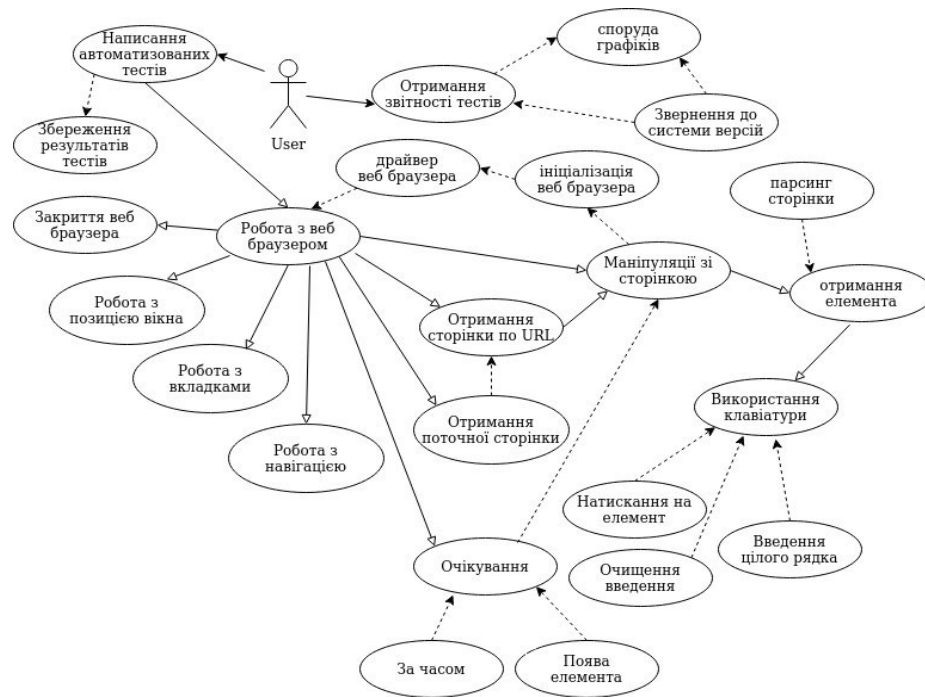 Написання
автоматизованих
тестів
споруда
графіків
Отримання
звітності тестів
Звернення до
системи версій
Збереження
результатів
тестів
User
драйвер
веб браузера
ініціалізація
веб браузера
парсинг
сторінки
Закриття веб
браузера
Робота з веб
браузером
Маніпуляції зі
сторінкою
отримання
елемента
Робота з
позицією вікна
Отримання
сторінки по URL
Робота з
вкладками
Використання
клавіатури
Отримання
поточної сторінки
Робота з
навігацією
Натискання на
елемент
Введення
цілого рядка
Очікування
Очищення
введення
За часом
Поява
елемента